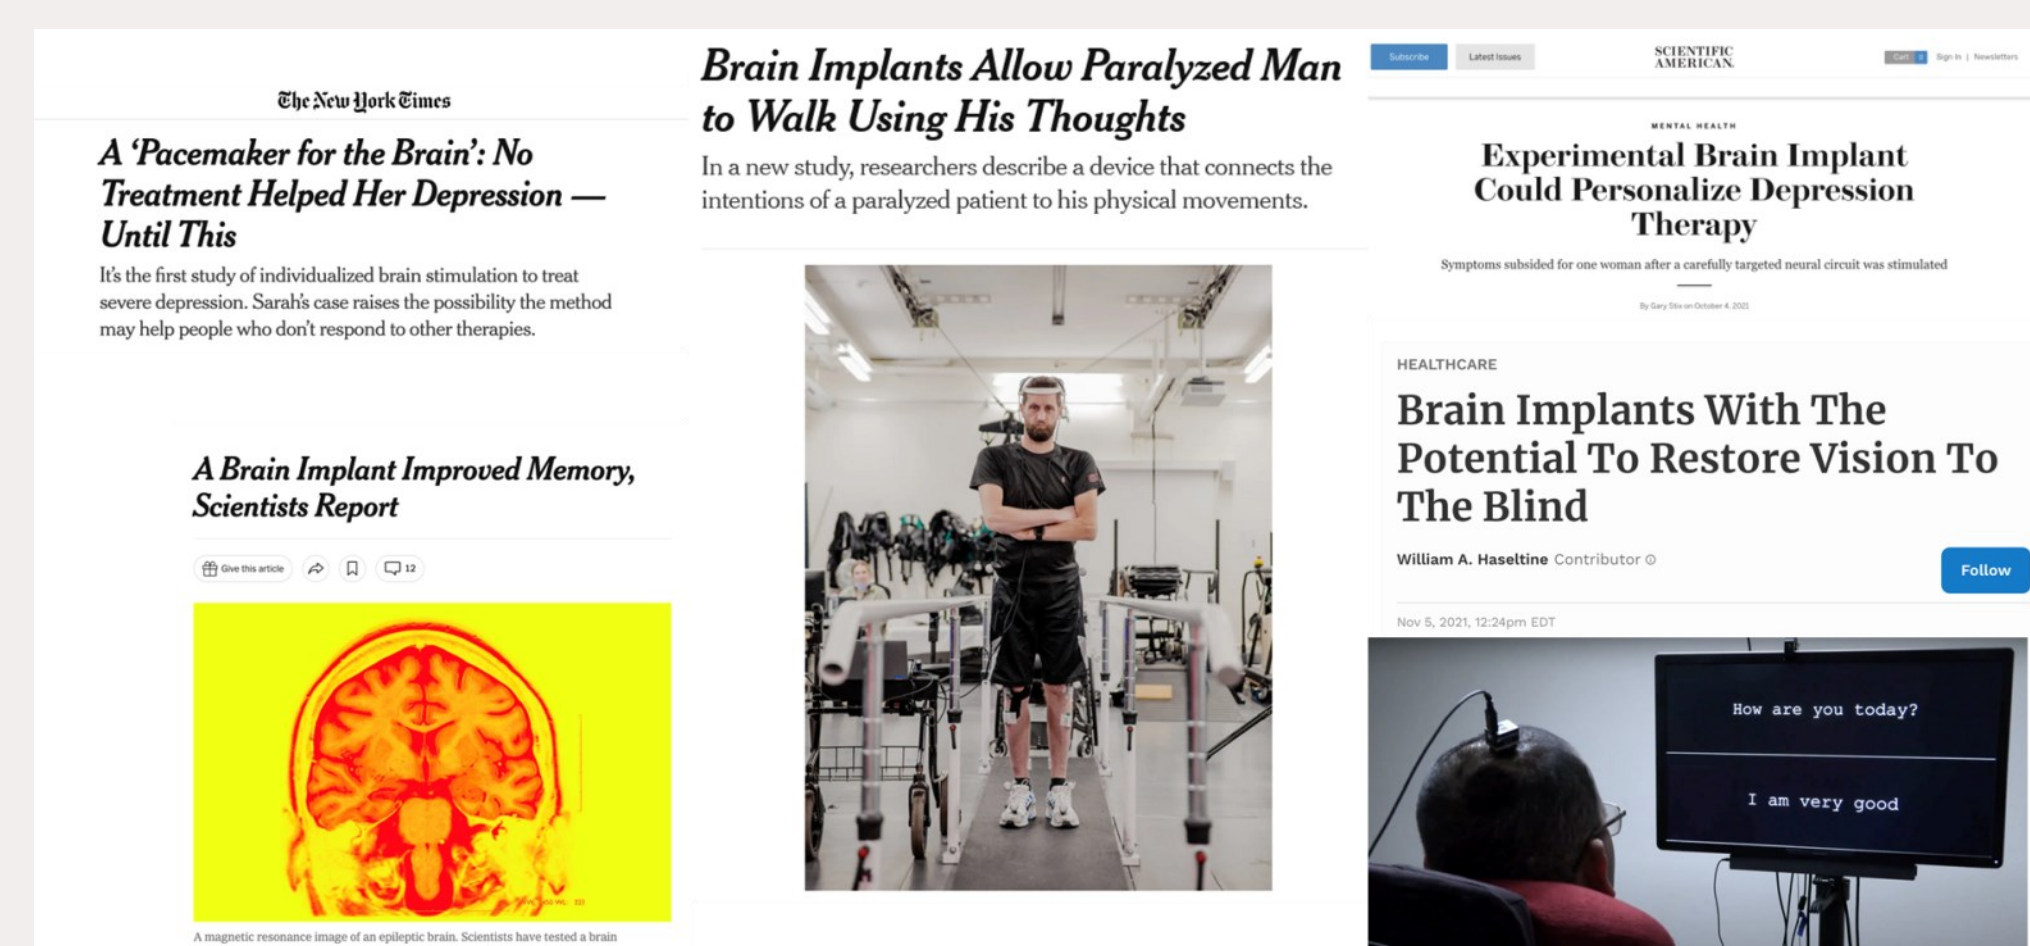 The New York Times
A ‘Pacemaker for the Brain’: No
Treatment Helped Her Depression —
Until This
It’s the first study of individualized brain stimulation to treat
severe depression. Sarah’s case raises the possibility the method
may help people who don’t respond to other therapies.
A Brain Implant Improved Memory,
Scientists Report
Give this article
12
A magnetic resonance image of an epileptic brain. Scientists have tested a brain
Brain Implants Allow Paralyzed Man
to Walk Using His Thoughts
In a new study, researchers describe a device that connects the
intentions of a paralyzed patient to his physical movements.
Subscribe
Latest Issues
SCIENTIFIC
AMERICAN.
Cart 0
Sign In | Newsletters
MENTAL HEALTH
Experimental Brain Implant
Could Personalize Depression
Therapy
Symptoms subsided for one woman after a carefully targeted neural circuit was stimulated
By Gary Stix on October 4, 2021
HEALTHCARE
Brain Implants With The
Potential To Restore Vision To
The Blind
William A. Haseltine Contributor
Follow
Nov 5, 2021, 12:24pm EDT
How are you today?
I am very good